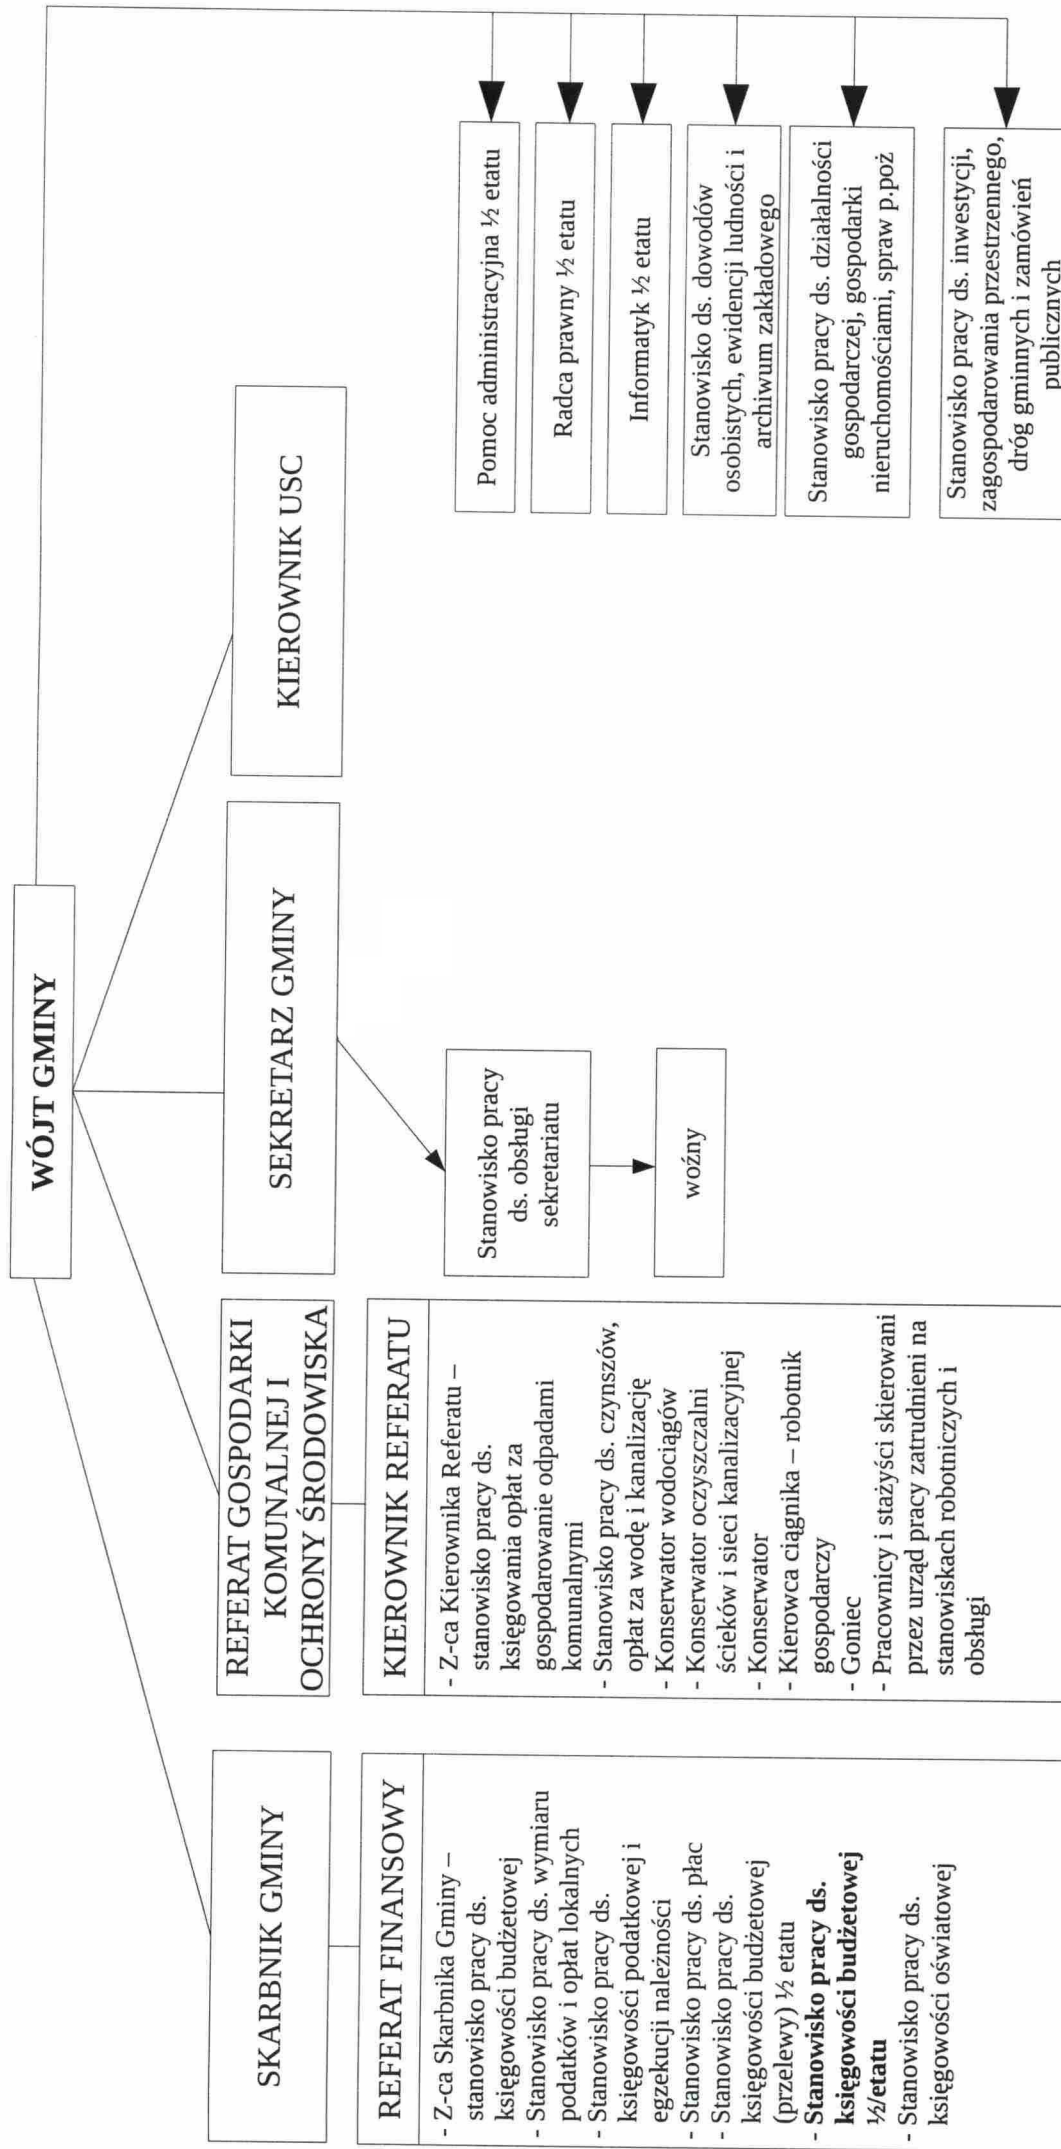 WÓJT GMINY
SKARBNIK GMINY
REFERAT FINANSOWY
- Z-ca Skarbnika Gminy –
stanowisko pracy ds.
księgowości budżetowej
- Stanowisko pracy ds. wymiaru
podatków i opłat lokalnych
- Stanowisko pracy ds.
księgowości podatkowej i
egzekucji należności
- Stanowisko pracy ds. płac
- Stanowisko pracy ds.
księgowości budżetowej
(przelewy) ½ etatu
- Stanowisko pracy ds.
księgowości budżetowej
½/etatu
- Stanowisko pracy ds.
księgowości oświatowej
REFERAT GOSPODARKI
KOMUNALNEJ I
OCHRONY ŚRODOWISKA
KIEROWNIK REFERATU
- Z-ca Kierownika Referatu –
stanowisko pracy ds.
księgowania opłat za
gospodarowanie odpadami
komunalnymi
- Stanowisko pracy ds. czynszów,
opłat za wodę i kanalizację
- Konserwator wodociągów
- Konserwator oczyszczalni
ścieków i sieci kanalizacyjnej
- Konserwator
- Kierowca ciągnika – robotnik
gospodarczy
- Goniec
- Pracownicy i stażyści skierowani
przez urząd pracy zatrudnieni na
stanowiskach robotniczych i
obsługi
SEKRETARZ GMINY
Stanowisko pracy
ds. obsługi
sekretariatu
woźny
KIEROWNIK USC
Pomoc administracyjna ½ etatu
Radca prawny ½ etatu
Informatyk ½ etatu
Stanowisko ds. dowodów
osobistych, ewidencji ludności i
archiwum zakładowego
Stanowisko pracy ds. działalności
gospodarczej, gospodarki
nieruchomościami, spraw p.poż
Stanowisko pracy ds. inwestycji,
zagospodarowania przestrzennego,
dróg gminnych i zamówień
publicznych